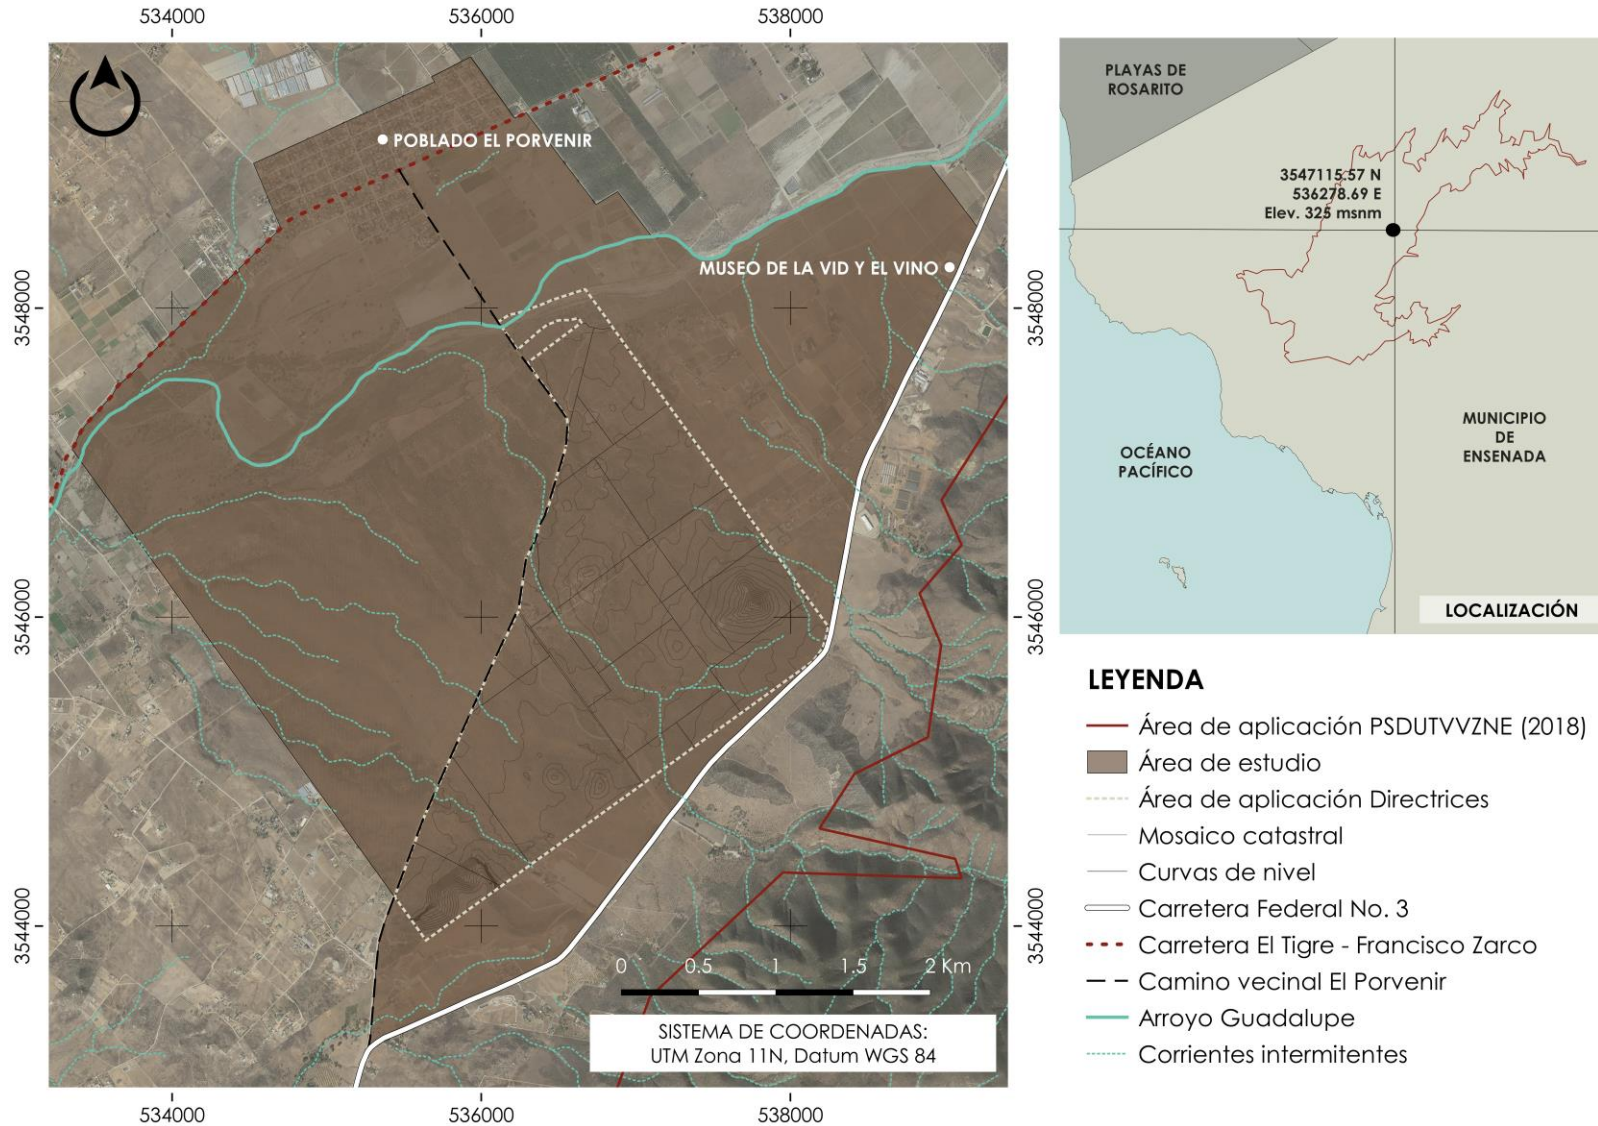 534000
536000
538000
POBLADO EL PORVENIR
MUSEO DE LA VID Y EL VINO
3548000
3546000
3544000
3548000
3546000
3544000
0
0.5
1
1.5
2 Km
SISTEMA DE COORDENADAS:
UTM Zona 11N, Datum WGS 84
534000
536000
538000
PLAYAS DE
ROSARITO
3547115.57 N
536278.69 E
Elev. 325 msnm
OCÉANO
PACÍFICO
MUNICIPIO
DE
ENSENADA
LOCALIZACIÓN
LEYENDA
Área de aplicación PSDUTVVZNE (2018)
Área de estudio
Área de aplicación Directrices
Mosaico catastral
Curvas de nivel
Carretera Federal No. 3
Carretera El Tigre - Francisco Zarco
Camino vecinal El Porvenir
Arroyo Guadalupe
Corrientes intermitentes